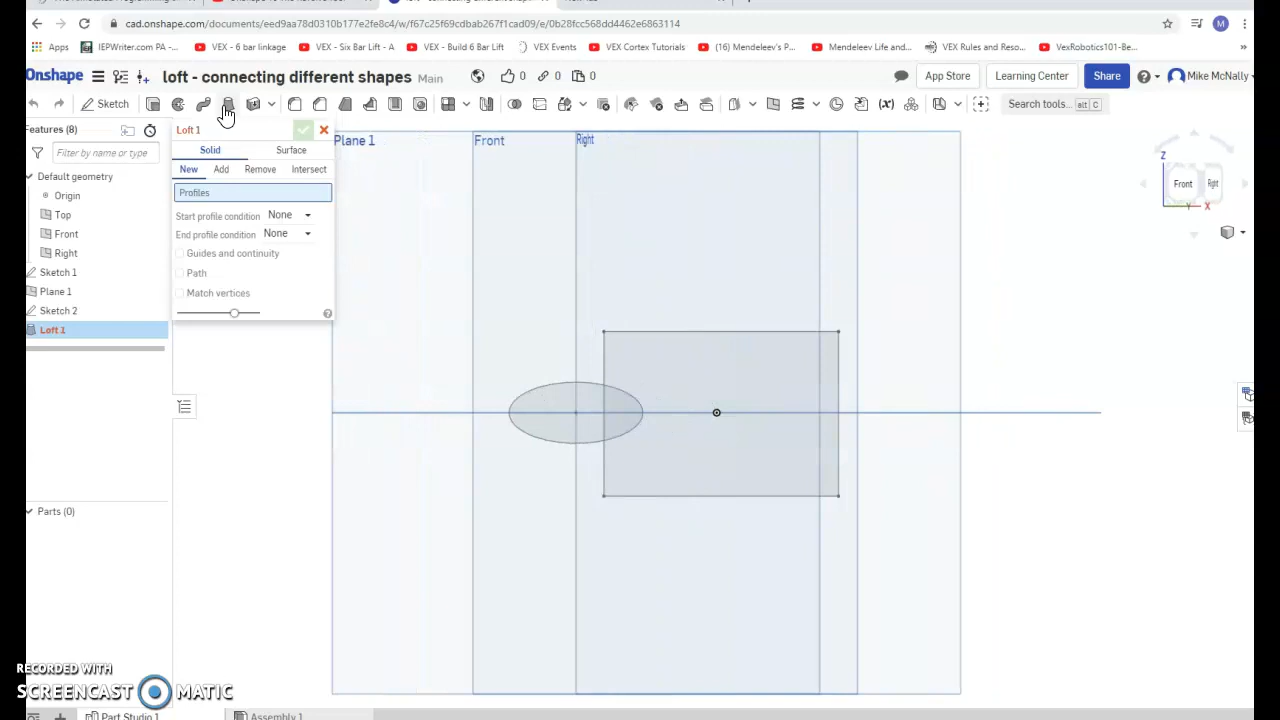 cad.onshape.com/documents/eed9aa78d0310b177e2fe8c4/w/f67c25f69cdbab267f1cad09/e/0b28fcc568dd4462e6863114
M
Apps
IEPWriter.com PA -...
VEX - 6 bar linkage
VEX - Six Bar Lift - A
VEX - Build 6 Bar Lift
VEX Events
VEX Cortex Tutorials
(16) Mendeleev's P...
Mendeleev Life and...
VEX Rules and Reso...
VexRobotics101-Be...
»
Onshape
loft - connecting different shapes Main
0
0
0
App Store
Learning Center
Share
Mike McNally
Sketch
Search tools... alt C
Features (8)
Filter by name or type
Default geometry
Origin
Top
Front
Right
Sketch 1
Plane 1
Sketch 2
Loft 1
Parts (0)
Loft 1
Solid
Surface
New
Add
Remove
Intersect
Profiles
Start profile condition None
End profile condition None
Guides and continuity
Path
Match vertices
Plane 1
Front
Right
Z
Front
Right
Y
X
RECORDED WITH
SCREENCAST MATIC
Part Studio 1
Assembly 1